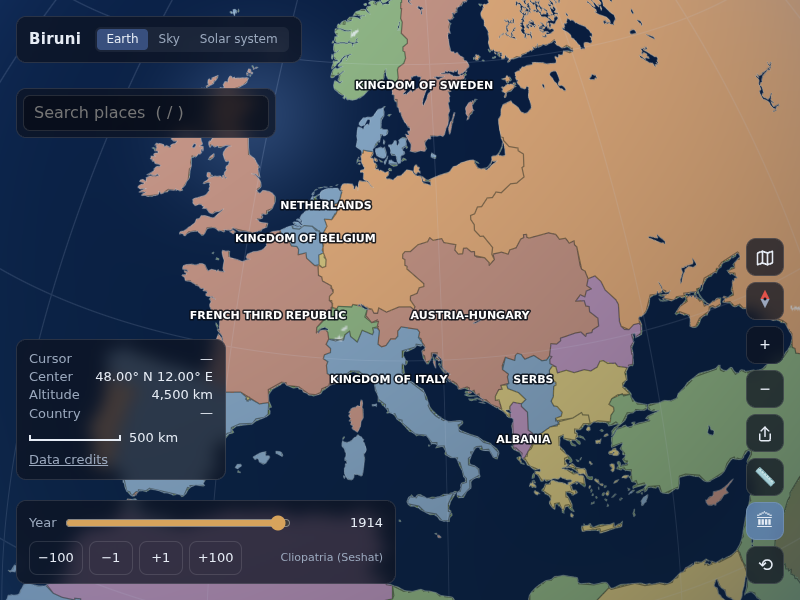 Biruni Earth Sky Solar system
Search places ( / )
KINGDOM OF SWEDEN
NETHERLANDS
KINGDOM OF BELGIUM
FRENCH THIRD REPUBLIC
AUSTRIA-HUNGARY
KINGDOM OF ITALY
SERBS
ALBANIA
Cursor —
Center 48.00° N 12.00° E
Altitude 4,500 km
Country —
500 km
Data credits
Year 1914
−100 −1 +1 +100 Cliopatria (Seshat)
+
−